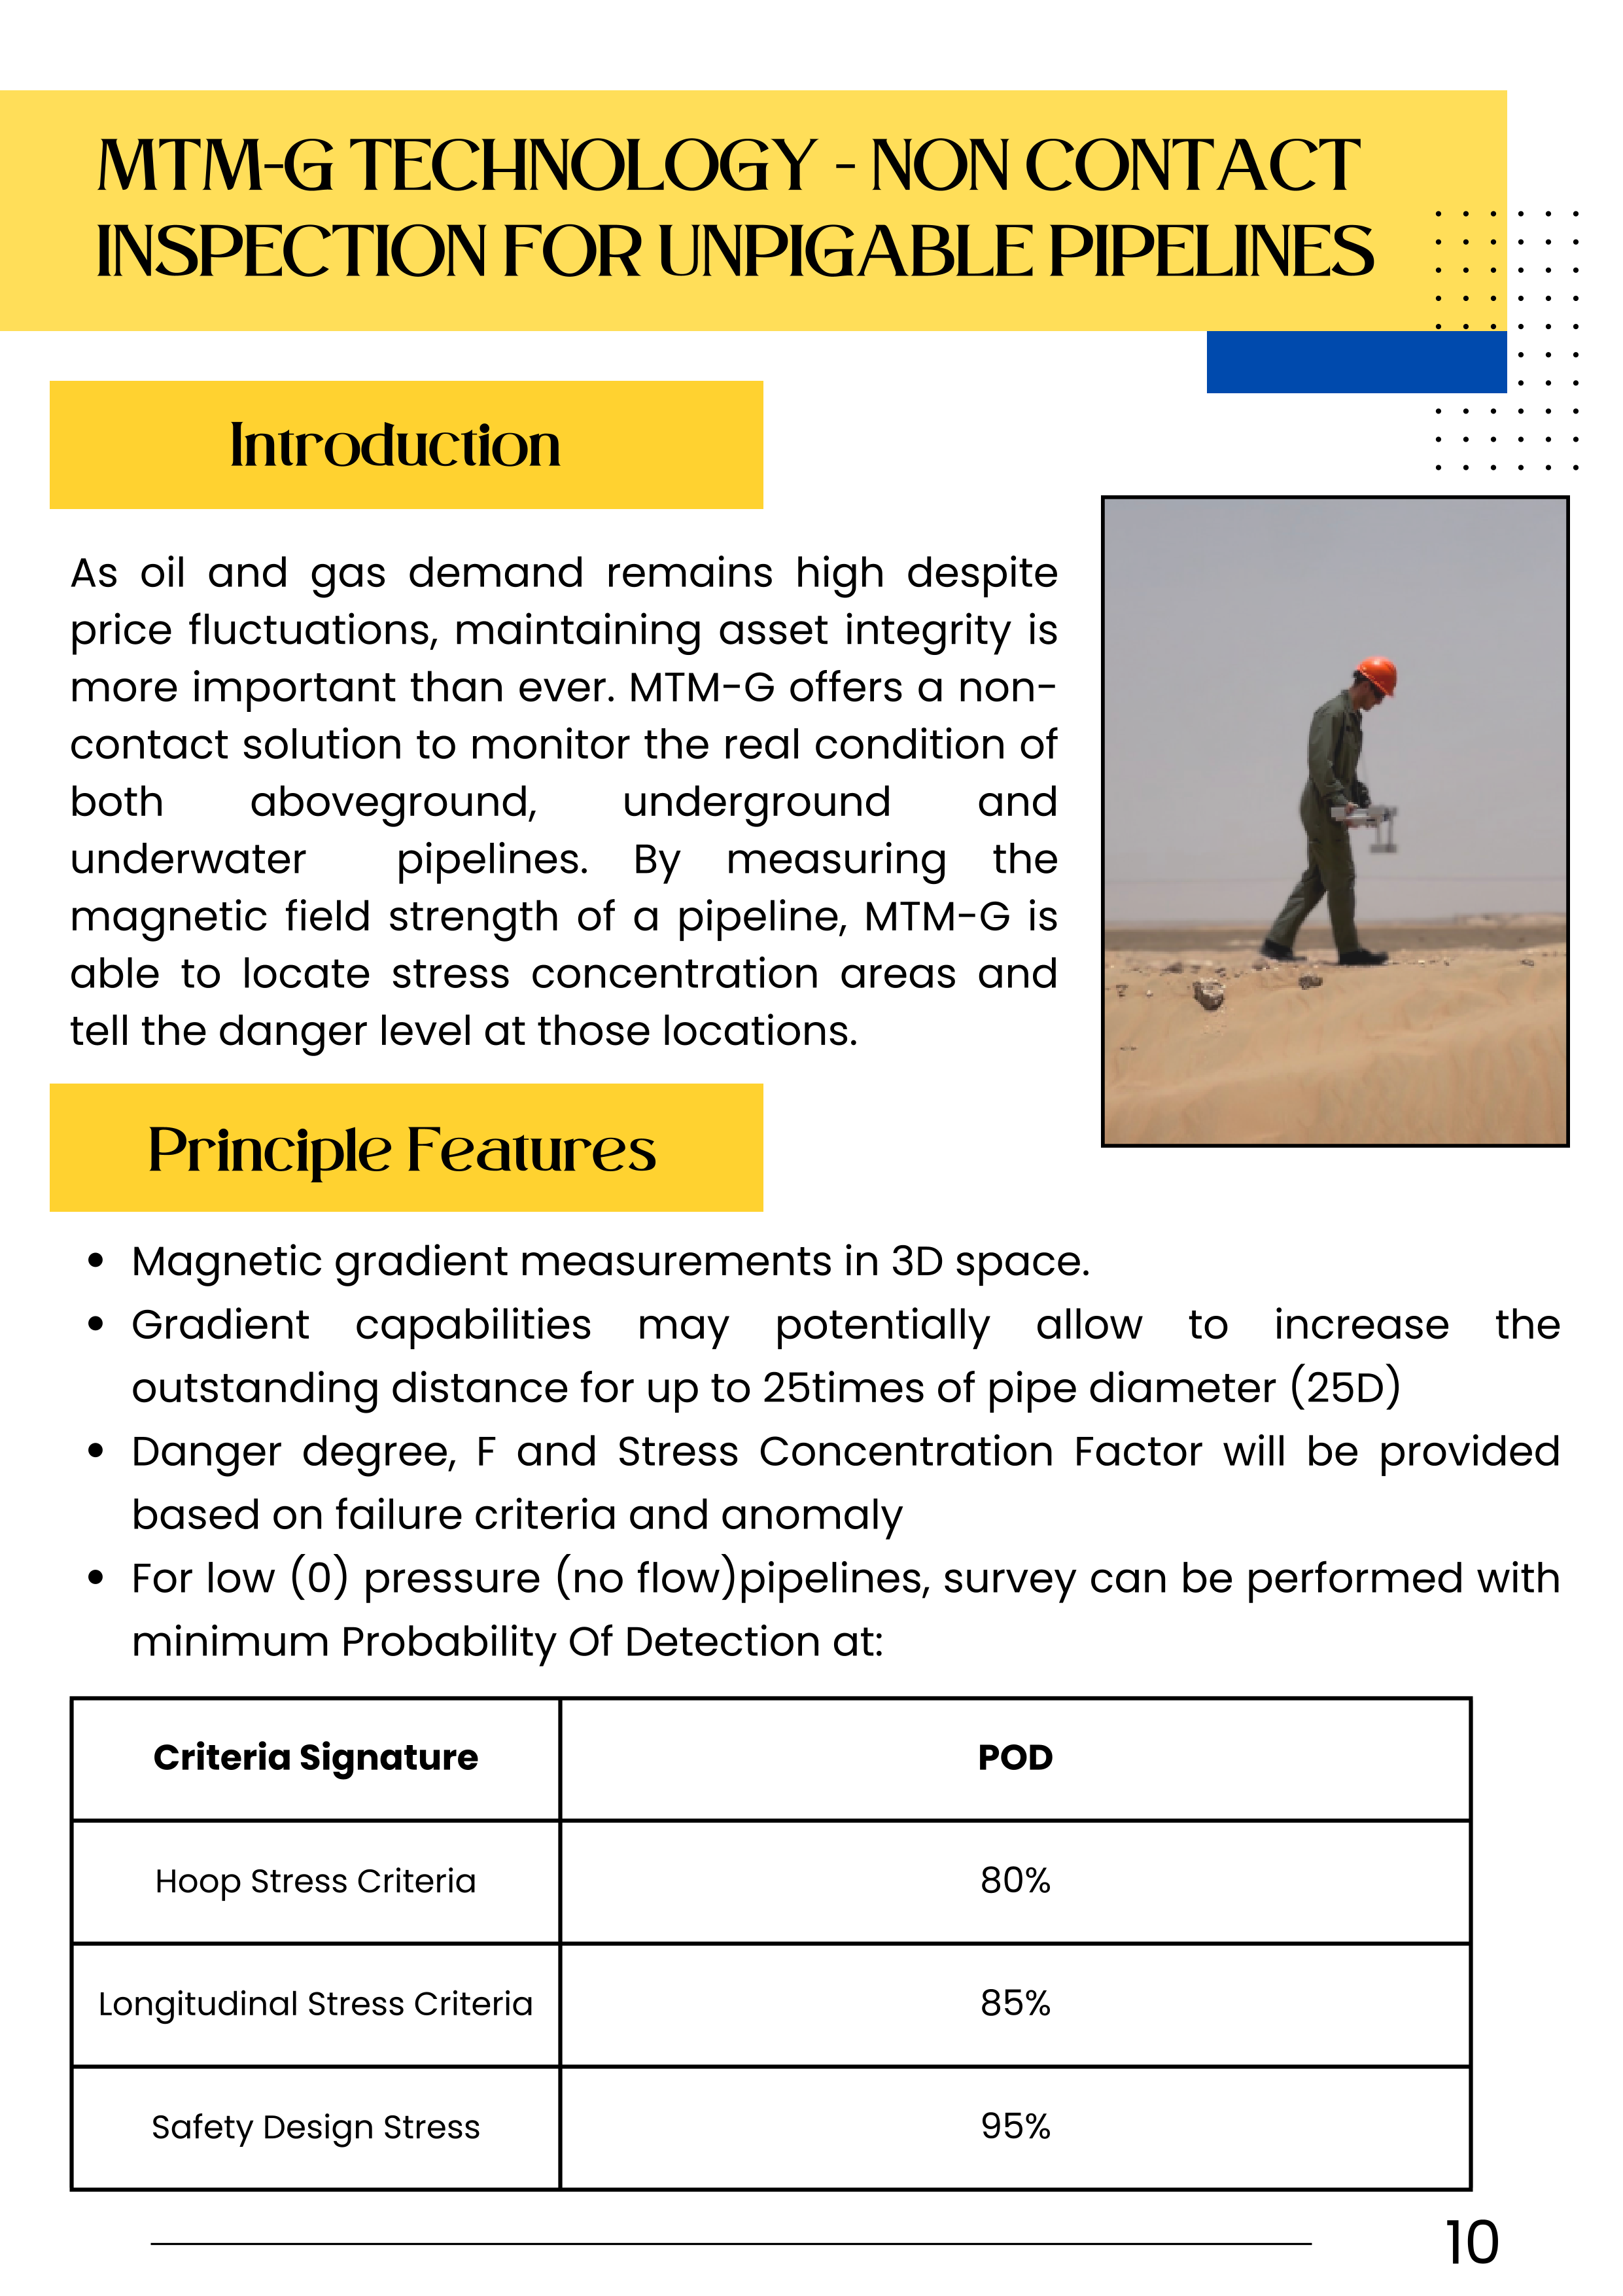 MTM-G TECHNOLOGY - NON CONTACT
INSPECTION FOR UNPIGABLE PIPELINES
Introduction
As oil and gas demand remains high despite
price fluctuations, maintaining asset integrity is
more important than ever. MTM-G offers a non-
contact solution to monitor the real condition of
both aboveground, underground and
underwater pipelines. By measuring the
magnetic field strength of a pipeline, MTM-G is
able to locate stress concentration areas and
tell the danger level at those locations.
Principle Features
• Magnetic gradient measurements in 3D space.
• Gradient capabilities may potentially allow to increase the
outstanding distance for up to 25times of pipe diameter (25D)
• Danger degree, F and Stress Concentration Factor will be provided
based on failure criteria and anomaly
• For low (0) pressure (no flow)pipelines, survey can be performed with
minimum Probability Of Detection at:
Criteria Signature POD
Hoop Stress Criteria 80%
Longitudinal Stress Criteria 85%
Safety Design Stress 95%
10